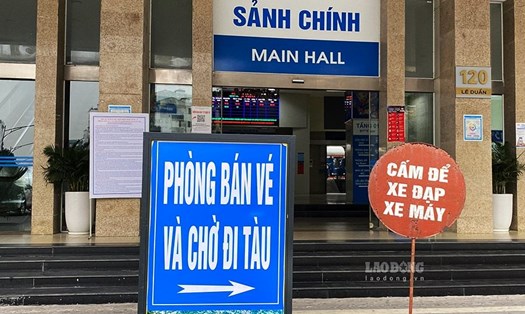 SẢNH CHÍNH
MAIN HALL
120
LÊ DUẨN
PHÒNG BÁN VÉ
VÀ CHỜ ĐI TÀU
CẤM ĐỂ
XE ĐẠP
XE MÁY
LAO ĐỘNG
laodong.vn